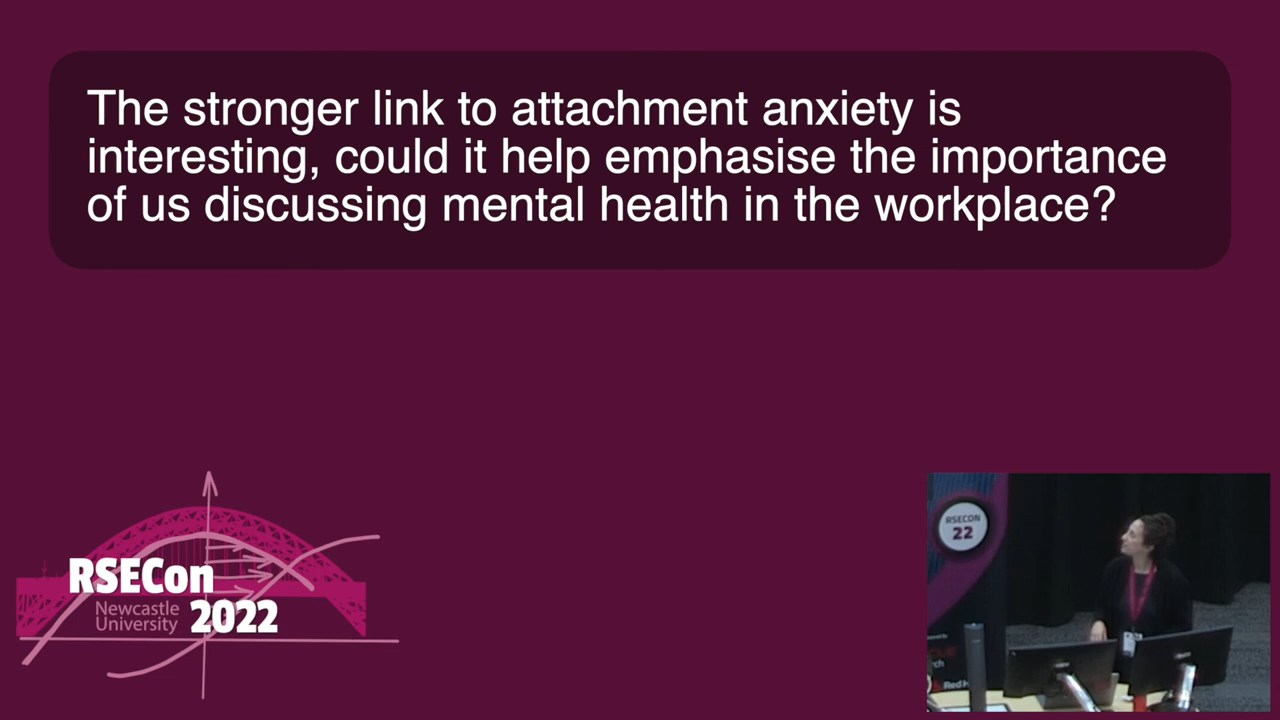 The stronger link to attachment anxiety is
interesting, could it help emphasise the importance
of us discussing mental health in the workplace?
RSECon
Newcastle
University
2022
RSECON
22
Red H